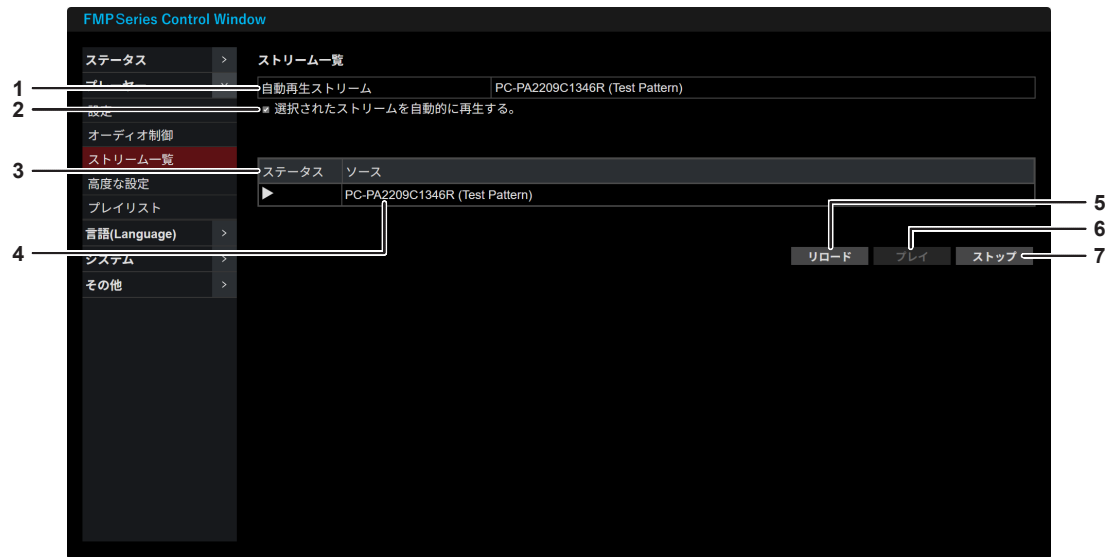 FMPSeries Control Window
ステータス >
プレーヤー
設定
オーディオ制御
ストリーム一覧
高度な設定
プレイリスト
言語(Language) >
システム >
その他 >
ストリーム一覧
自動再生ストリーム PC-PA2209C1346R (Test Pattern)
選択されたストリームを自動的に再生する。
ステータス ソース
PC-PA2209C1346R (Test Pattern)
リロード プレイ ストップ
1
2
3
4
5
6
7